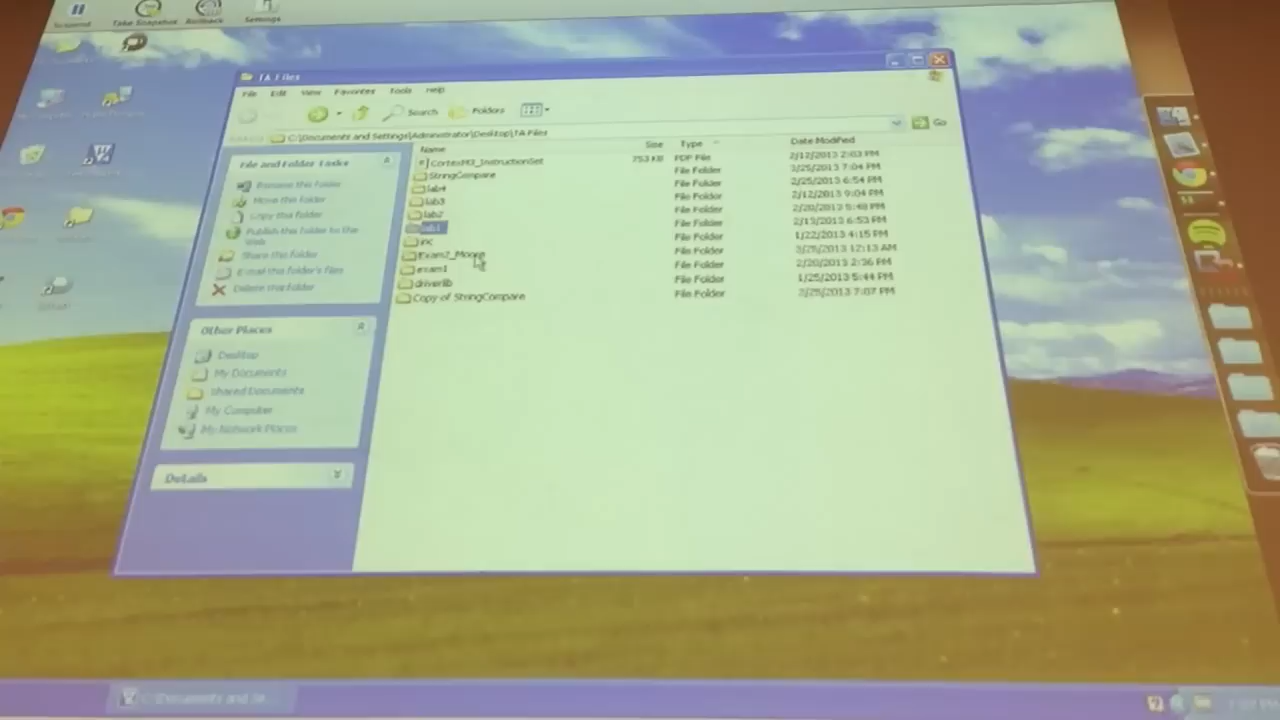 Suspend Take Snapshot Rollback Settings
TA Files
File Edit View Favorites Tools Help
Search Folders
C:\Documents and Settings\Administrator\Desktop\TA Files Go
Name Size Type Date Modified
CortexM3_InstructionSet 753 KB PDF File 2/12/2013 2:03 PM
StringCompare File Folder 2/25/2013 7:04 PM
lab4 File Folder 2/25/2013 6:54 PM
lab3 File Folder 2/12/2013 9:04 PM
lab2 File Folder 2/20/2013 5:48 PM
lab1 File Folder 2/13/2013 6:53 PM
File Folder 1/22/2013 4:15 PM
Exam2_Moore File Folder 3/25/2013 12:13 AM
exam1 File Folder 2/20/2013 2:36 PM
driverlib File Folder 1/25/2013 5:44 PM
Copy of StringCompare File Folder 2/25/2013 7:07 PM
File and Folder Tasks
Rename this folder
Move this folder
Copy this folder
Publish this folder to the
Web
Share this folder
E-mail this folder's files
Delete this folder
Other Places
Desktop
My Documents
Shared Documents
My Computer
My Network Places
Details
C:\Documents and Se...